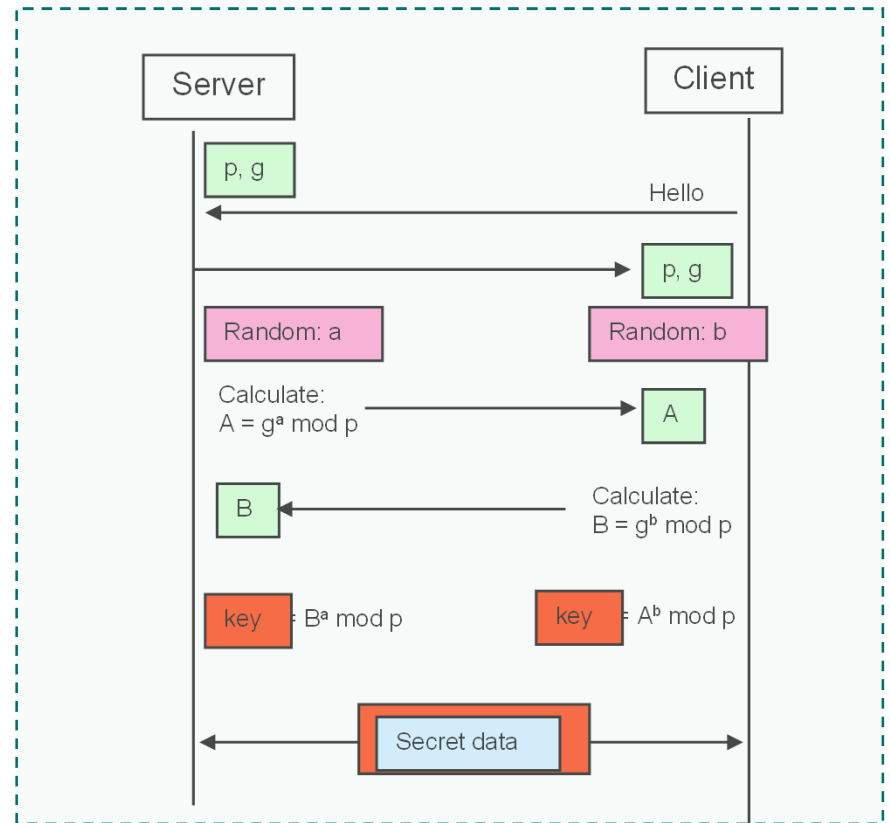 Server
Client
p, g
Hello
p, g
Random: a
Random: b
Calculate:
A = gᵃ mod p
A
B
Calculate:
B = gᵇ mod p
key = Bᵃ mod p
key = Aᵇ mod p
Secret data